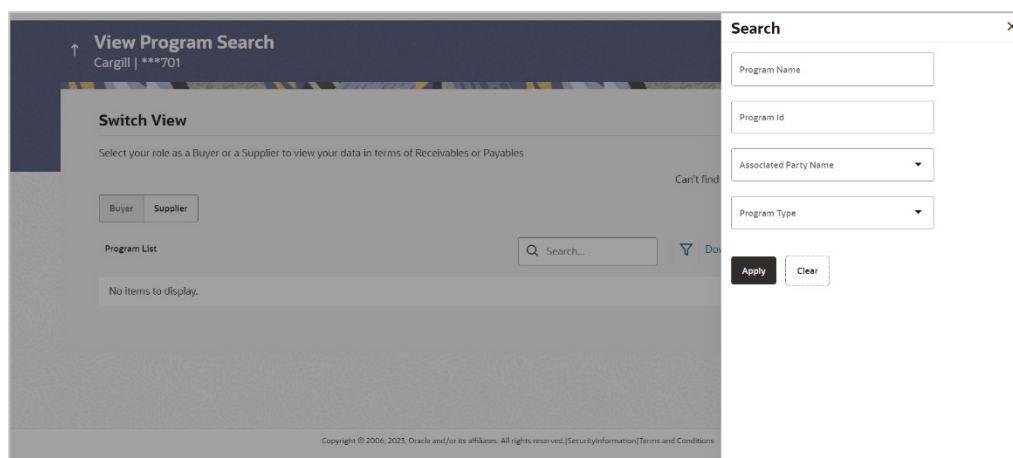 View Program Search
Cargill | ***701
Switch View
Select your role as a Buyer or a Supplier to view your data in terms of Receivables or Payables
Can't find
Buyer Supplier
Program List
Search...
No items to display.
Copyright © 2006, 2023, Oracle and/or its affiliates. All rights reserved.|SecurityInformation|Terms and Conditions
Search
Program Name
Program Id
Associated Party Name
Program Type
Apply Clear